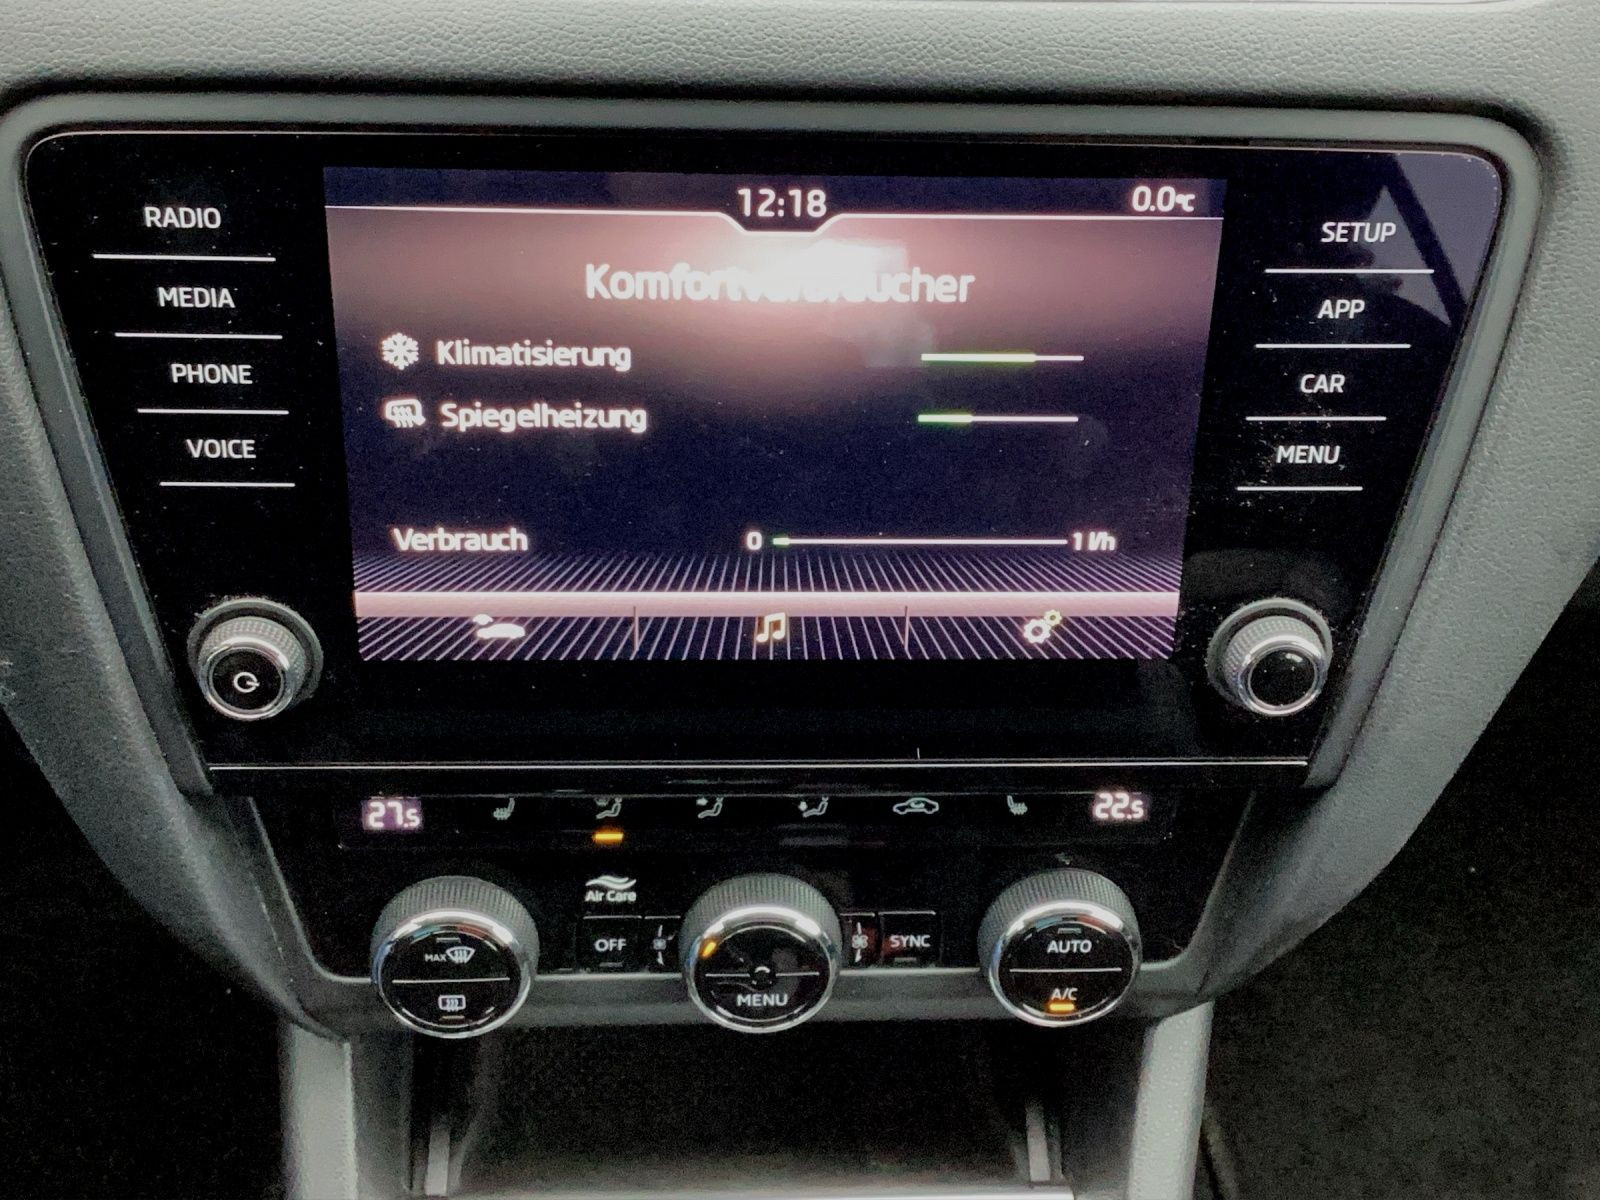 RADIO
MEDIA
PHONE
VOICE
12:18
0.0°C
Komfortverbraucher
Klimatisierung
Spiegelheizung
Verbrauch 0 1 l/h
SETUP
APP
CAR
MENU
27.5
22.5
Air Care
MAX
OFF
SYNC
MENU
AUTO
A/C